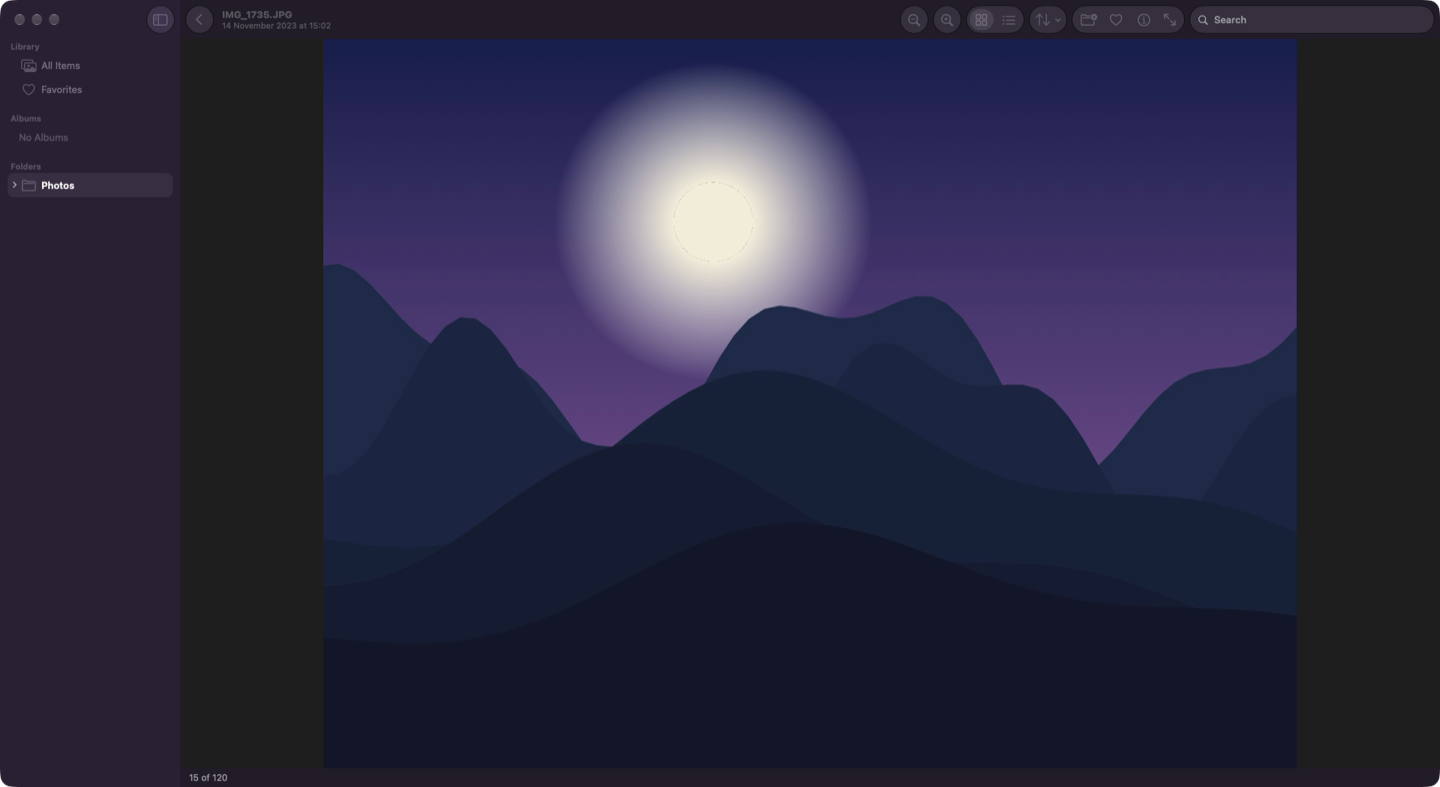 IMG_1735.JPG
14 November 2023 at 15:02
Search
Library
All Items
Favorites
Albums
No Albums
Folders
Photos
15 of 120